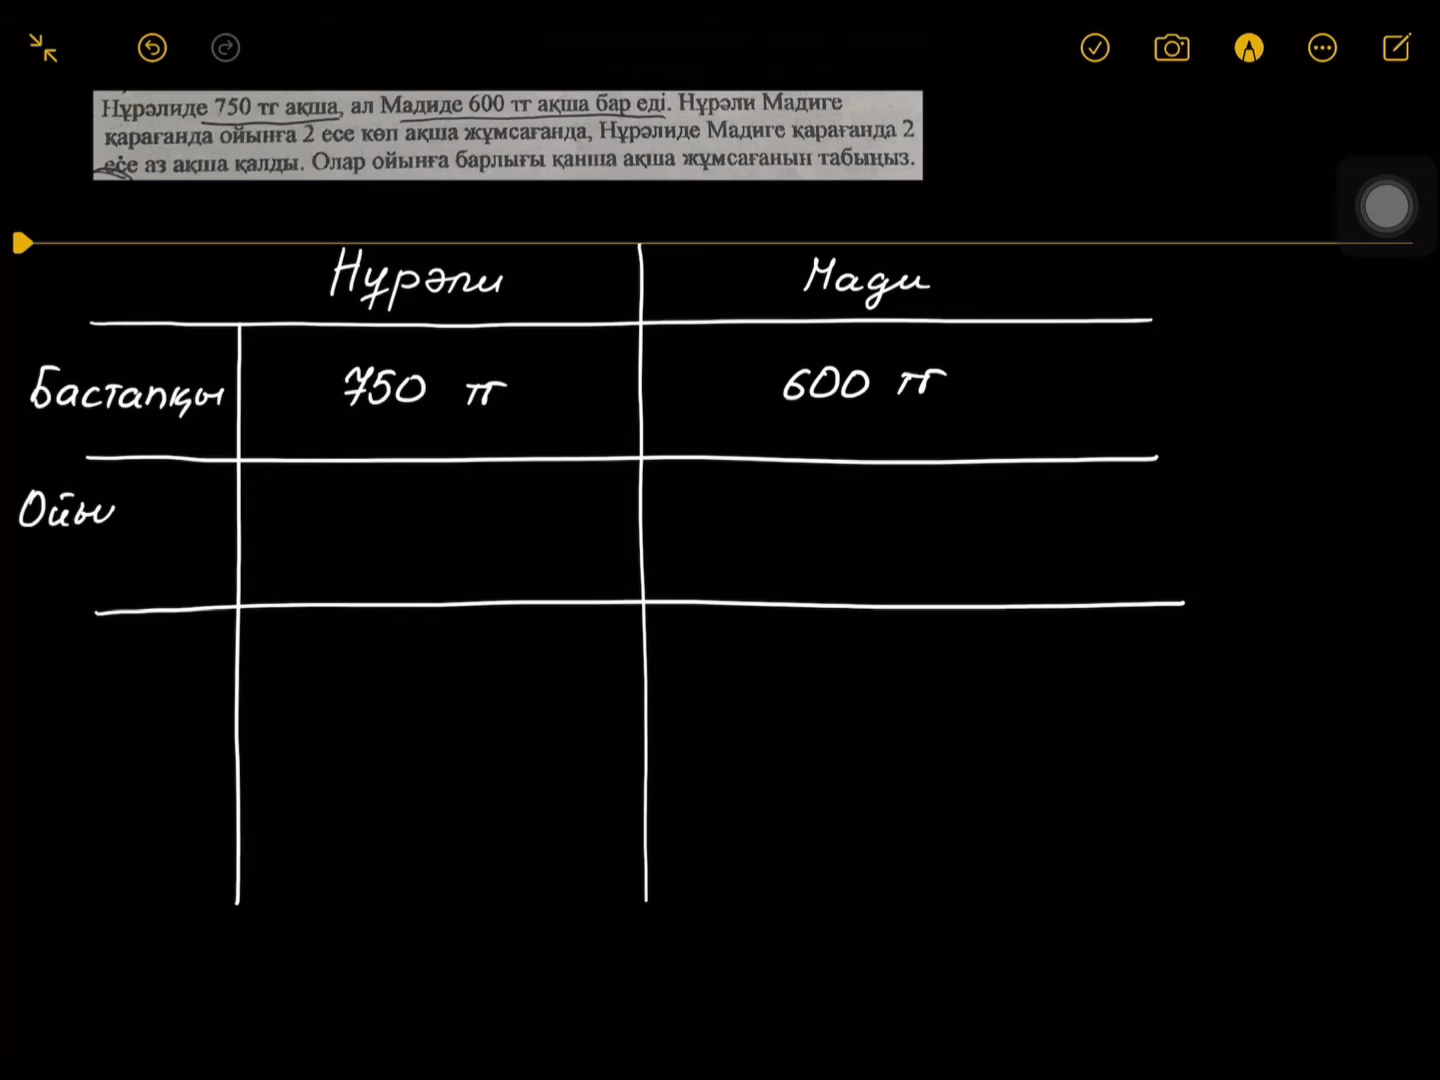 Нұрәлиде 750 тг ақша, ал Мадиде 600 тг ақша бар еді. Нұрәли Мадиге
қарағанда ойынға 2 есе көп ақша жұмсағанда, Нұрәлиде Мадиге қарағанда 2
есе аз ақша қалды. Олар ойынға барлығы қанша ақша жұмсағанын табыңыз.
Нұрәли Мади
Бастапқы 750 тг 600 тг
Ойы